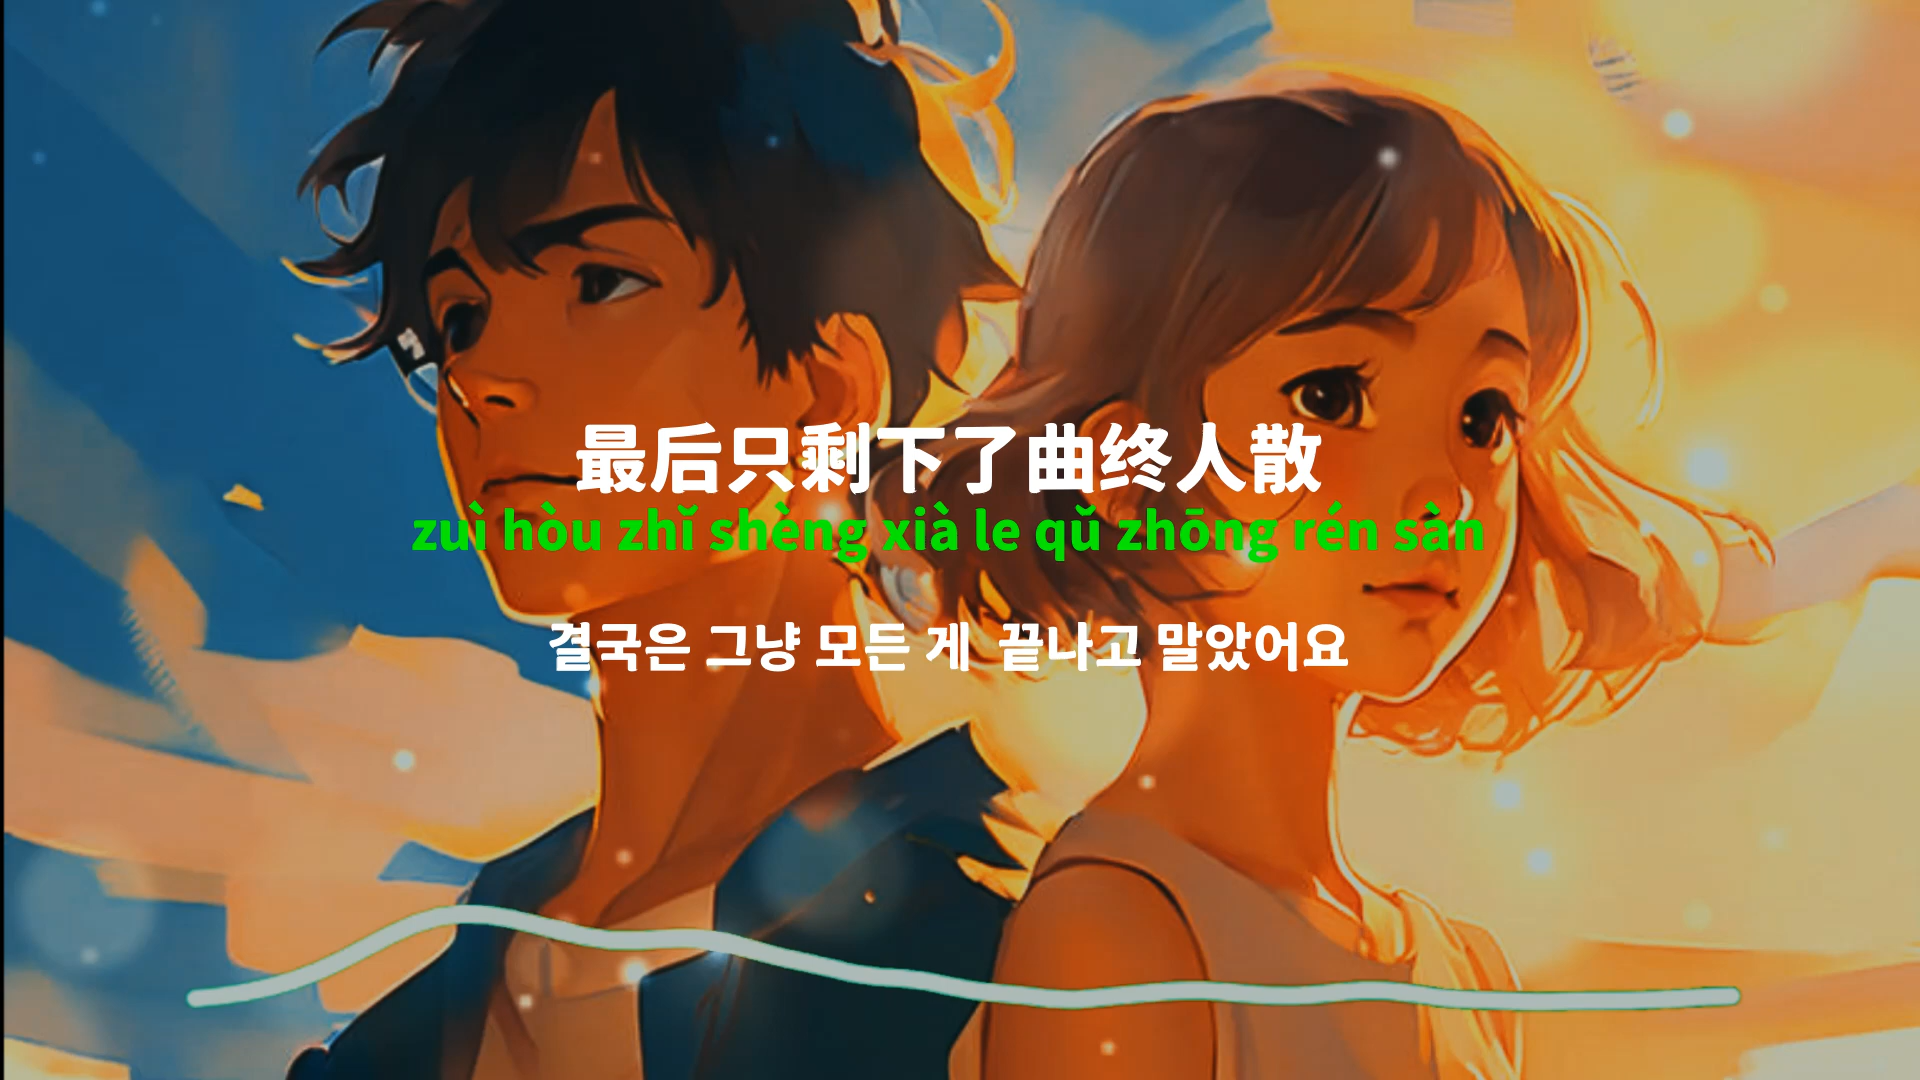 最后只剩下了曲终人散
zuì hòu zhǐ shèng xià le qǔ zhōng rén sàn
결국은 그냥 모든 게 끝나고 말았어요